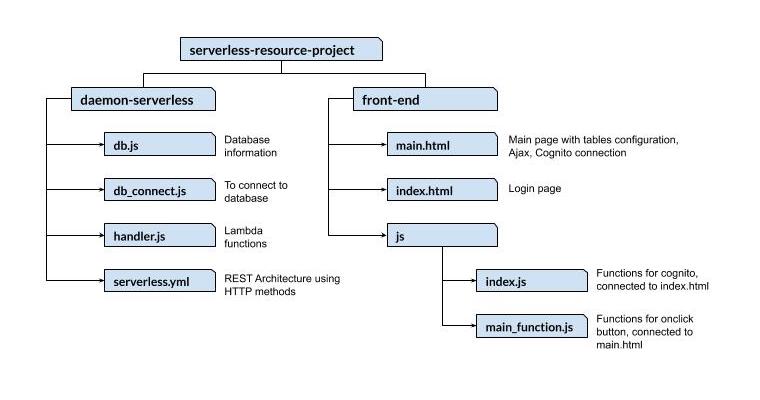 serverless-resource-project
daemon-serverless
front-end
db.js
Database
information
main.html
Main page with tables configuration,
Ajax, Cognito connection
db_connect.js
To connect to
database
index.html
Login page
handler.js
Lambda
functions
js
serverless.yml
REST Architecture using
HTTP methods
index.js
Functions for cognito,
connected to index.html
main_function.js
Functions for onclick
button, connected to
main.html